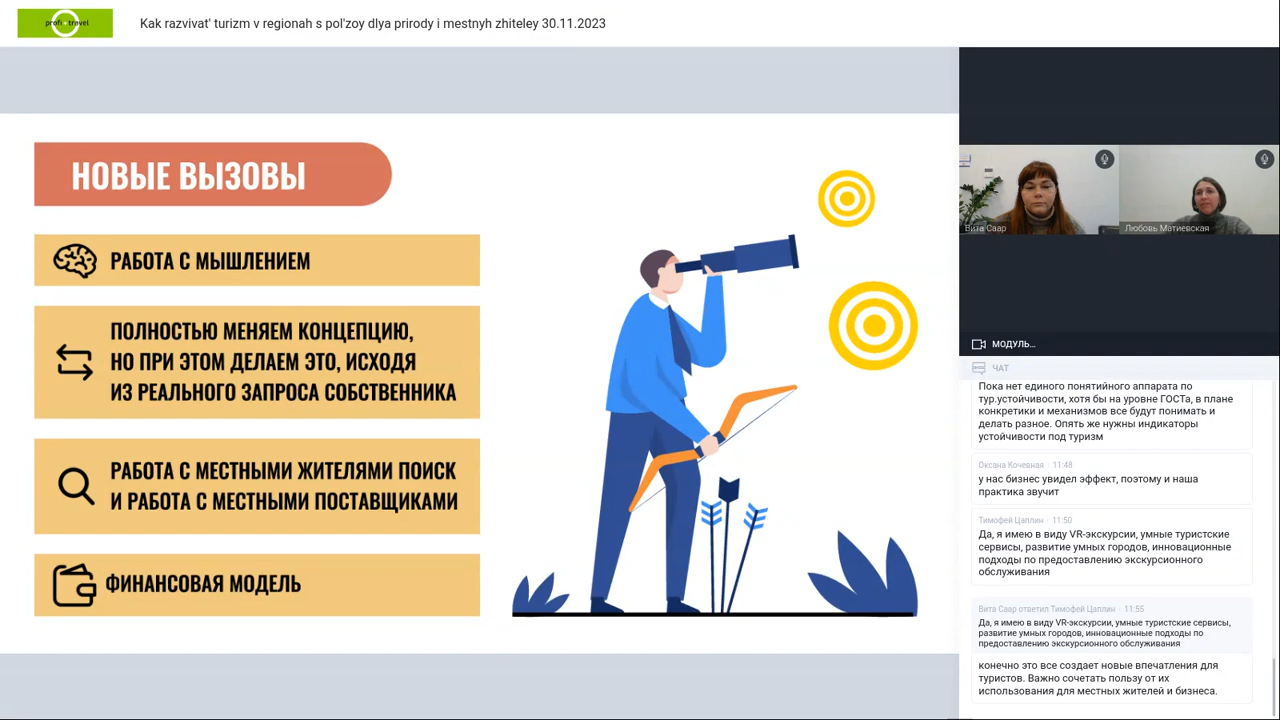 profi travel
Kak razvivat' turizm v regionah s pol'zoy dlya prirody i mestnyh zhiteley 30.11.2023
НОВЫЕ ВЫЗОВЫ
РАБОТА С МЫШЛЕНИЕМ
ПОЛНОСТЬЮ МЕНЯЕМ КОНЦЕПЦИЮ,
НО ПРИ ЭТОМ ДЕЛАЕМ ЭТО, ИСХОДЯ
ИЗ РЕАЛЬНОГО ЗАПРОСА СОБСТВЕННИКА
РАБОТА С МЕСТНЫМИ ЖИТЕЛЯМИ ПОИСК
И РАБОТА С МЕСТНЫМИ ПОСТАВЩИКАМИ
ФИНАНСОВАЯ МОДЕЛЬ
Вита Саар
Любовь Матиевская
МОДУЛЬ...
ЧАТ
Пока нет единого понятийного аппарата по
тур.устойчивости, хотя бы на уровне ГОСТа, в плане
конкретики и механизмов все будут понимать и
делать разное. Опять же нужны индикаторы
устойчивости под туризм
Оксана Кочевная 11:48
у нас бизнес увидел эффект, поэтому и наша
практика звучит
Тимофей Цаплин 11:50
Да, я имею в виду VR-экскурсии, умные туристские
сервисы, развитие умных городов, инновационные
подходы по предоставлению экскурсионного
обслуживания
Вита Саар ответил Тимофей Цаплин 11:55
Да, я имею в виду VR-экскурсии, умные туристские сервисы,
развитие умных городов, инновационные подходы по
предоставлению экскурсионного обслуживания
конечно это все создает новые впечатления для
туристов. Важно сочетать пользу от их
использования для местных жителей и бизнеса.